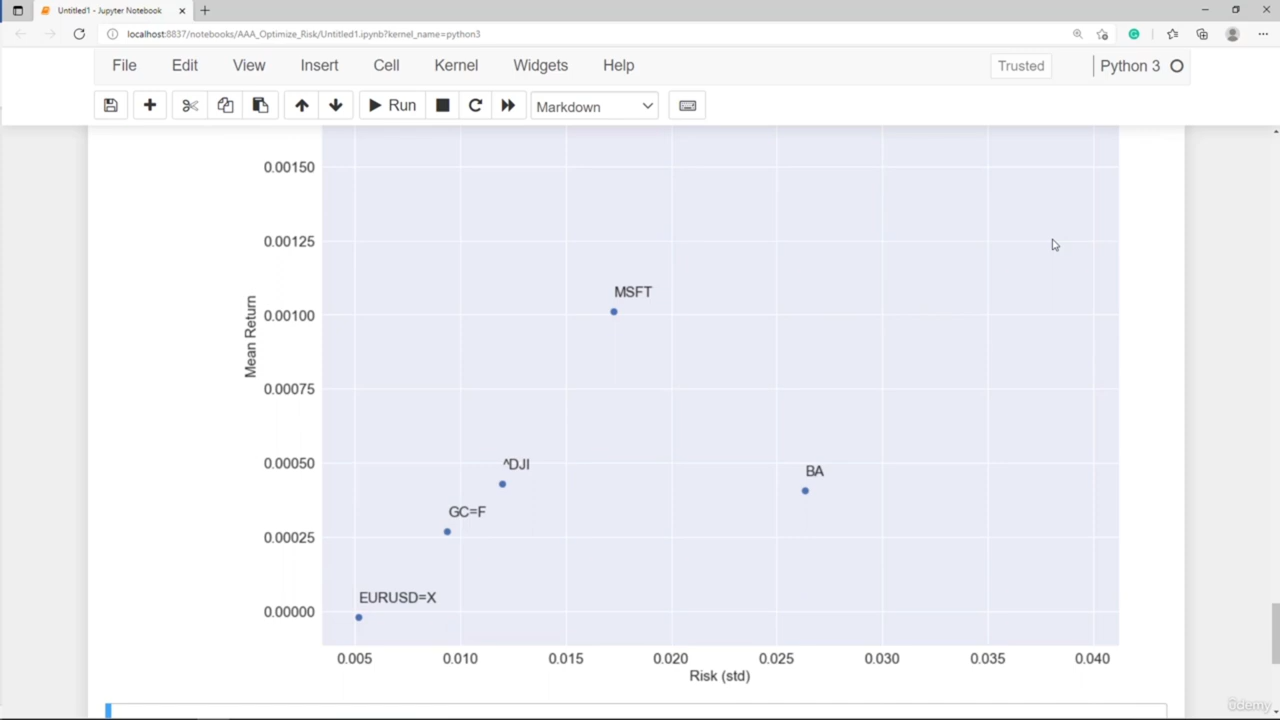 Untitled1 - Jupyter Notebook
localhost:8837/notebooks/AAA_Optimize_Risk/Untitled1.ipynb?kernel_name=python3
File Edit View Insert Cell Kernel Widgets Help Trusted Python 3
Run Markdown
0.00150
0.00125
MSFT
0.00100
Mean Return
0.00075
^DJI
0.00050
BA
GC=F
0.00025
EURUSD=X
0.00000
0.005 0.010 0.015 0.020 0.025 0.030 0.035 0.040
Risk (std)
ûdemy